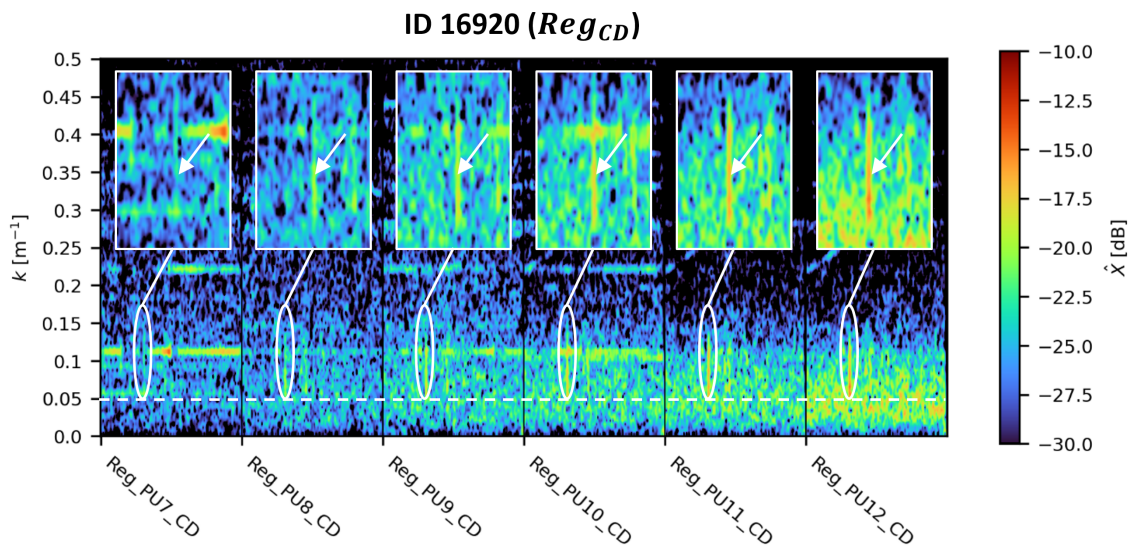 ID 16920 (Reg_CD)
0.5
0.45
0.4
0.35
0.3
0.25
0.2
0.15
0.1
0.05
0.0
k [m⁻¹]
Reg_PU7_CD
Reg_PU8_CD
Reg_PU9_CD
Reg_PU10_CD
Reg_PU11_CD
Reg_PU12_CD
−10.0
−12.5
−15.0
−17.5
−20.0
−22.5
−25.0
−27.5
−30.0
X̂ [dB]